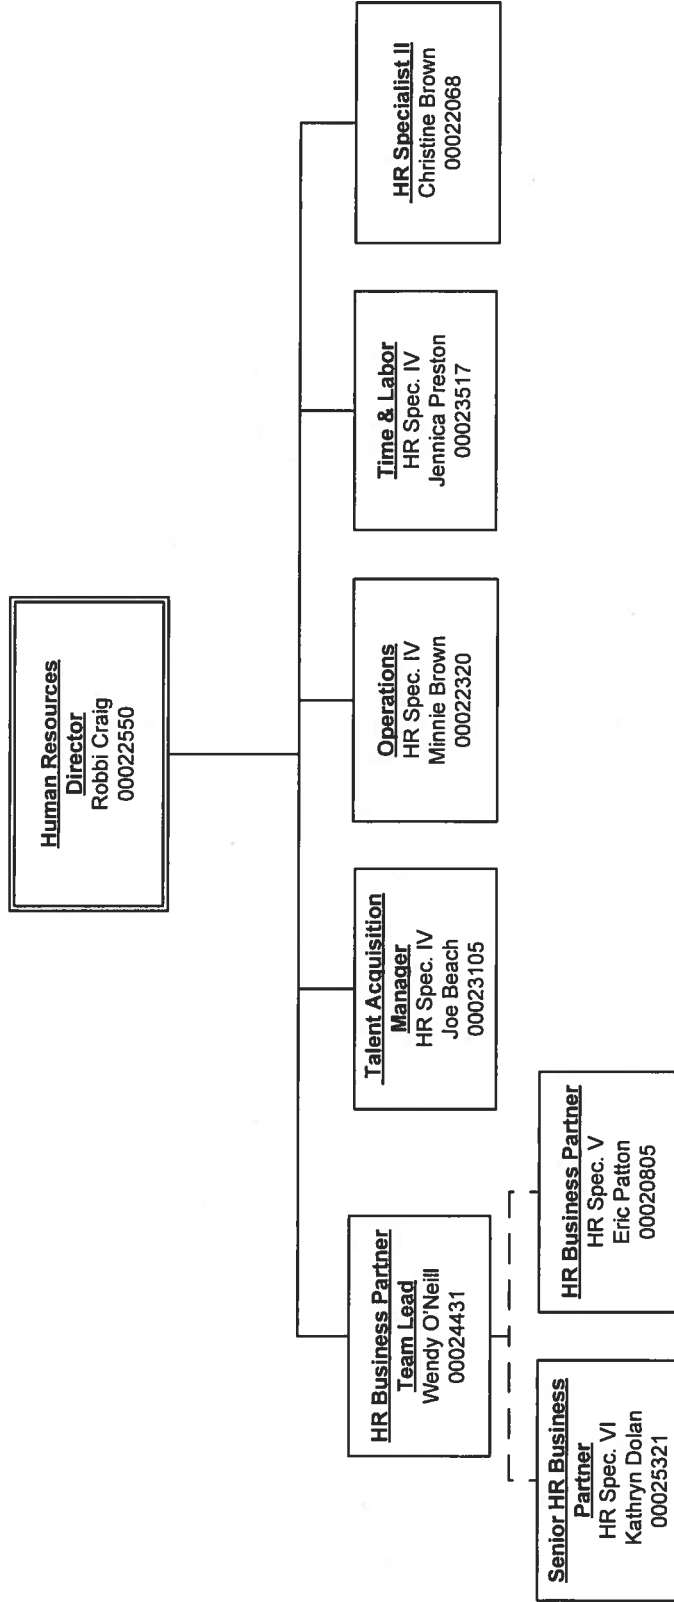 Human Resources
Director
Robbi Craig
00022550
HR Business Partner
Team Lead
Wendy O'Neill
00024431
Talent Acquisition
Manager
HR Spec. IV
Joe Beach
00023105
Operations
HR Spec. IV
Minnie Brown
00022320
Time & Labor
HR Spec. IV
Jennica Preston
00023517
HR Specialist II
Christine Brown
00022068
Senior HR Business
Partner
HR Spec. VI
Kathryn Dolan
00025321
HR Business Partner
HR Spec. V
Eric Patton
00020805